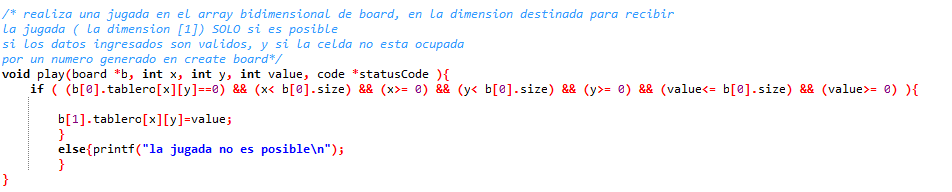 /* realiza una jugada en el array bidimensional de board, en la dimension destinada para recibir
la jugada ( la dimension [1]) SOLO si es posible
si los datos ingresados son validos, y si la celda no esta ocupada
por un numero generado en create board*/
void play(board *b, int x, int y, int value, code *statusCode ){
if ( (b[0].tablero[x][y]==0) && (x< b[0].size) && (x>= 0) && (y< b[0].size) && (y>= 0) && (value<= b[0].size) && (value>= 0) ){
b[1].tablero[x][y]=value;
}
else{printf("la jugada no es posible\n");
}
}